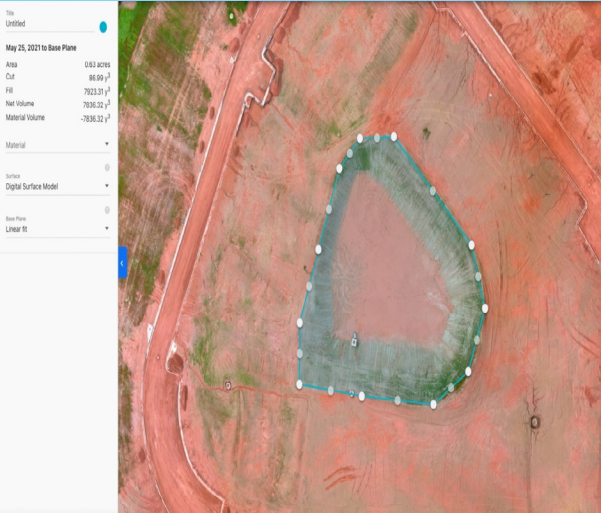 Title
Untitled
May 25, 2021 to Base Plane
Area 0.63 acres
Cut 86.99 y³
Fill 7923.31 y³
Net Volume 7836.32 y³
Material Volume -7836.32 y³
Material
Surface
Digital Surface Model
Base Plane
Linear fit